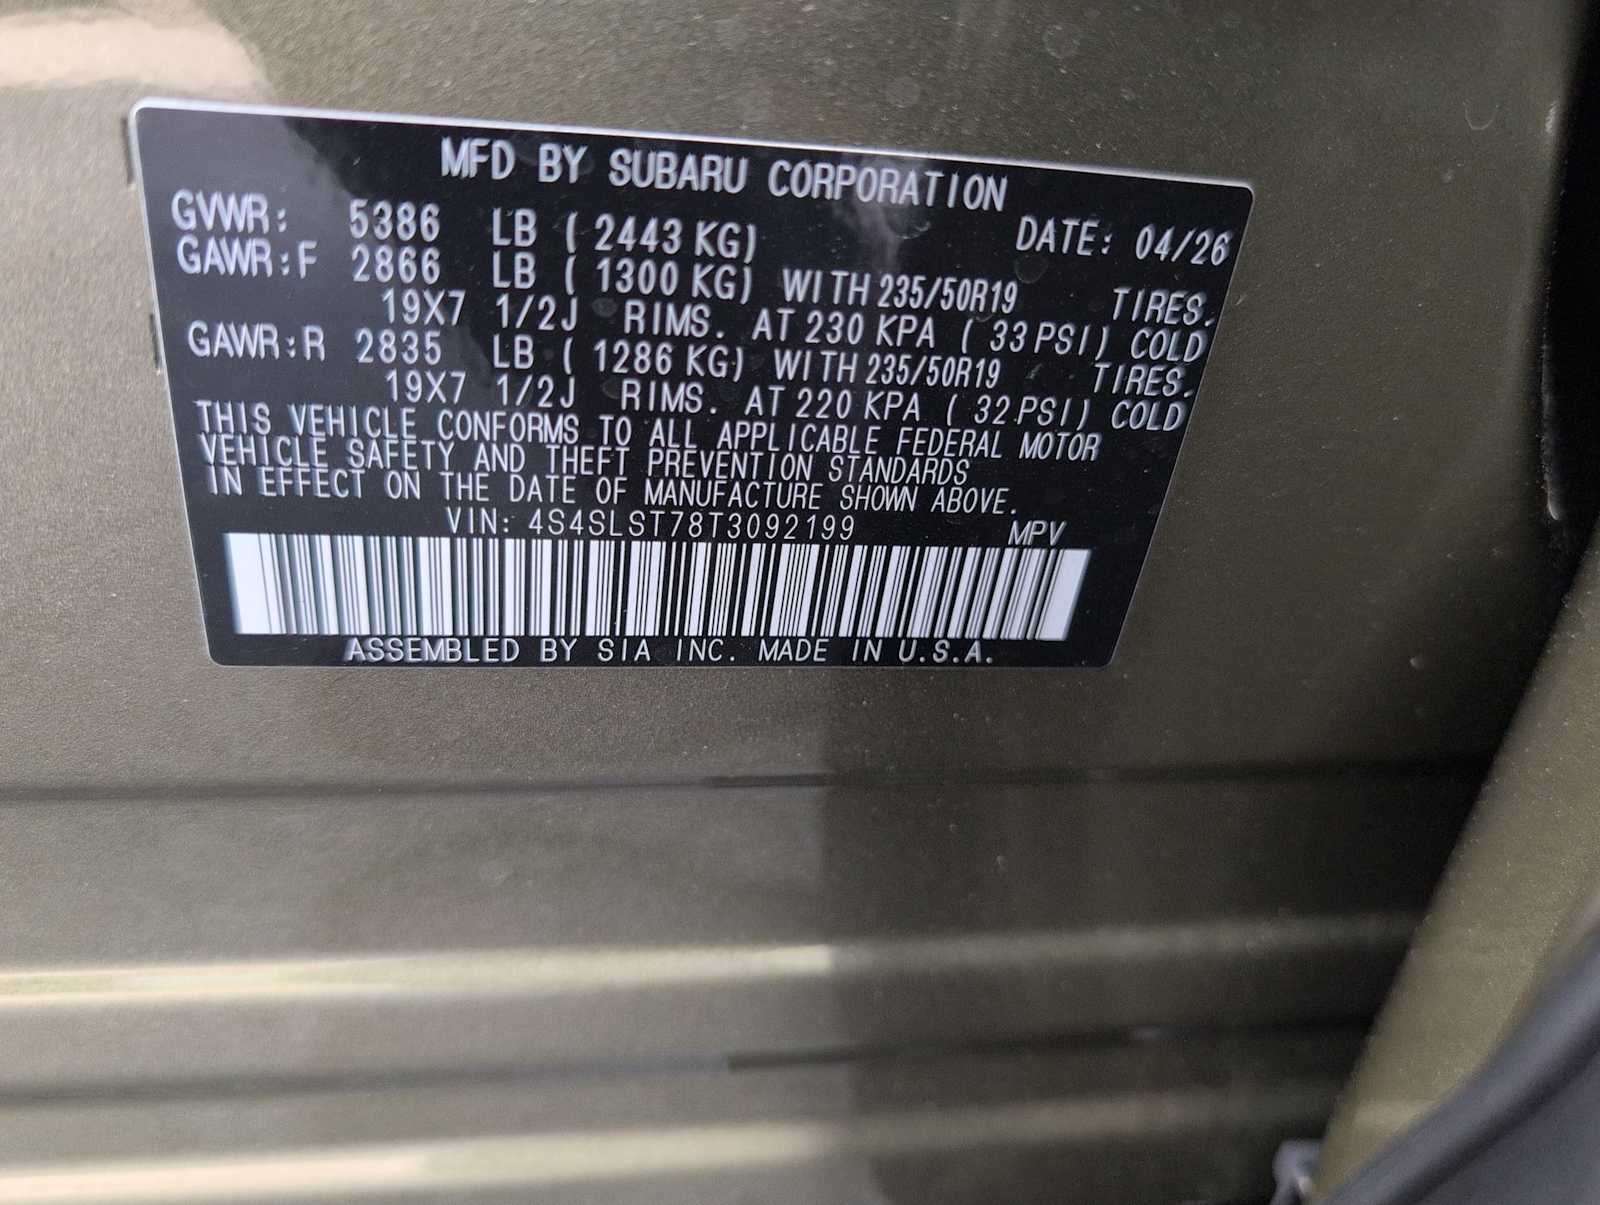 MFD BY SUBARU CORPORATION
GVWR: 5386 LB ( 2443 KG) DATE: 04/26
GAWR:F 2866 LB ( 1300 KG) WITH 235/50R19 TIRES.
19X7 1/2J RIMS. AT 230 KPA ( 33 PSI) COLD
GAWR:R 2835 LB ( 1286 KG) WITH 235/50R19 TIRES.
19X7 1/2J RIMS. AT 220 KPA ( 32 PSI) COLD
THIS VEHICLE CONFORMS TO ALL APPLICABLE FEDERAL MOTOR
VEHICLE SAFETY AND THEFT PREVENTION STANDARDS
IN EFFECT ON THE DATE OF MANUFACTURE SHOWN ABOVE.
VIN: 4S4SLST78T3092199 MPV
ASSEMBLED BY SIA INC. MADE IN U.S.A.